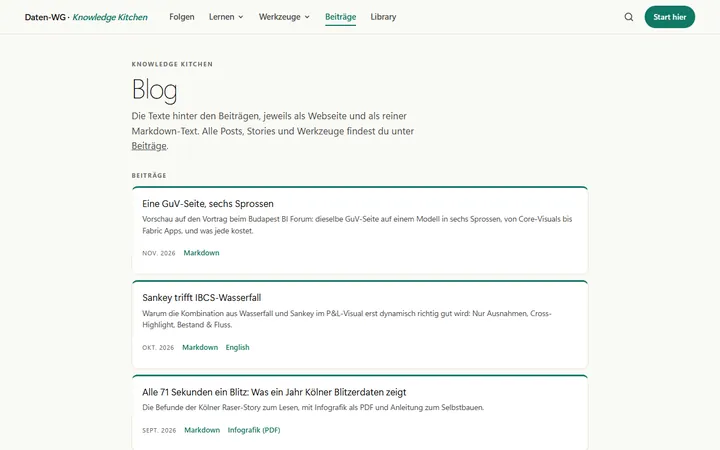 Daten-WG · Knowledge Kitchen Folgen Lernen Werkzeuge Beiträge Library Start hier
KNOWLEDGE KITCHEN
Blog
Die Texte hinter den Beiträgen, jeweils als Webseite und als reiner
Markdown-Text. Alle Posts, Stories und Werkzeuge findest du unter
Beiträge.
BEITRÄGE
Eine GuV-Seite, sechs Sprossen
Vorschau auf den Vortrag beim Budapest BI Forum: dieselbe GuV-Seite auf einem Modell in sechs Sprossen, von Core-Visuals bis
Fabric Apps, und was jede kostet.
NOV. 2026 Markdown
Sankey trifft IBCS-Wasserfall
Warum die Kombination aus Wasserfall und Sankey im P&L-Visual erst dynamisch richtig gut wird: Nur Ausnahmen, Cross-
Highlight, Bestand & Fluss.
OKT. 2026 Markdown English
Alle 71 Sekunden ein Blitz: Was ein Jahr Kölner Blitzerdaten zeigt
Die Befunde der Kölner Raser-Story zum Lesen, mit Infografik als PDF und Anleitung zum Selbstbauen.
SEPT. 2026 Markdown Infografik (PDF)